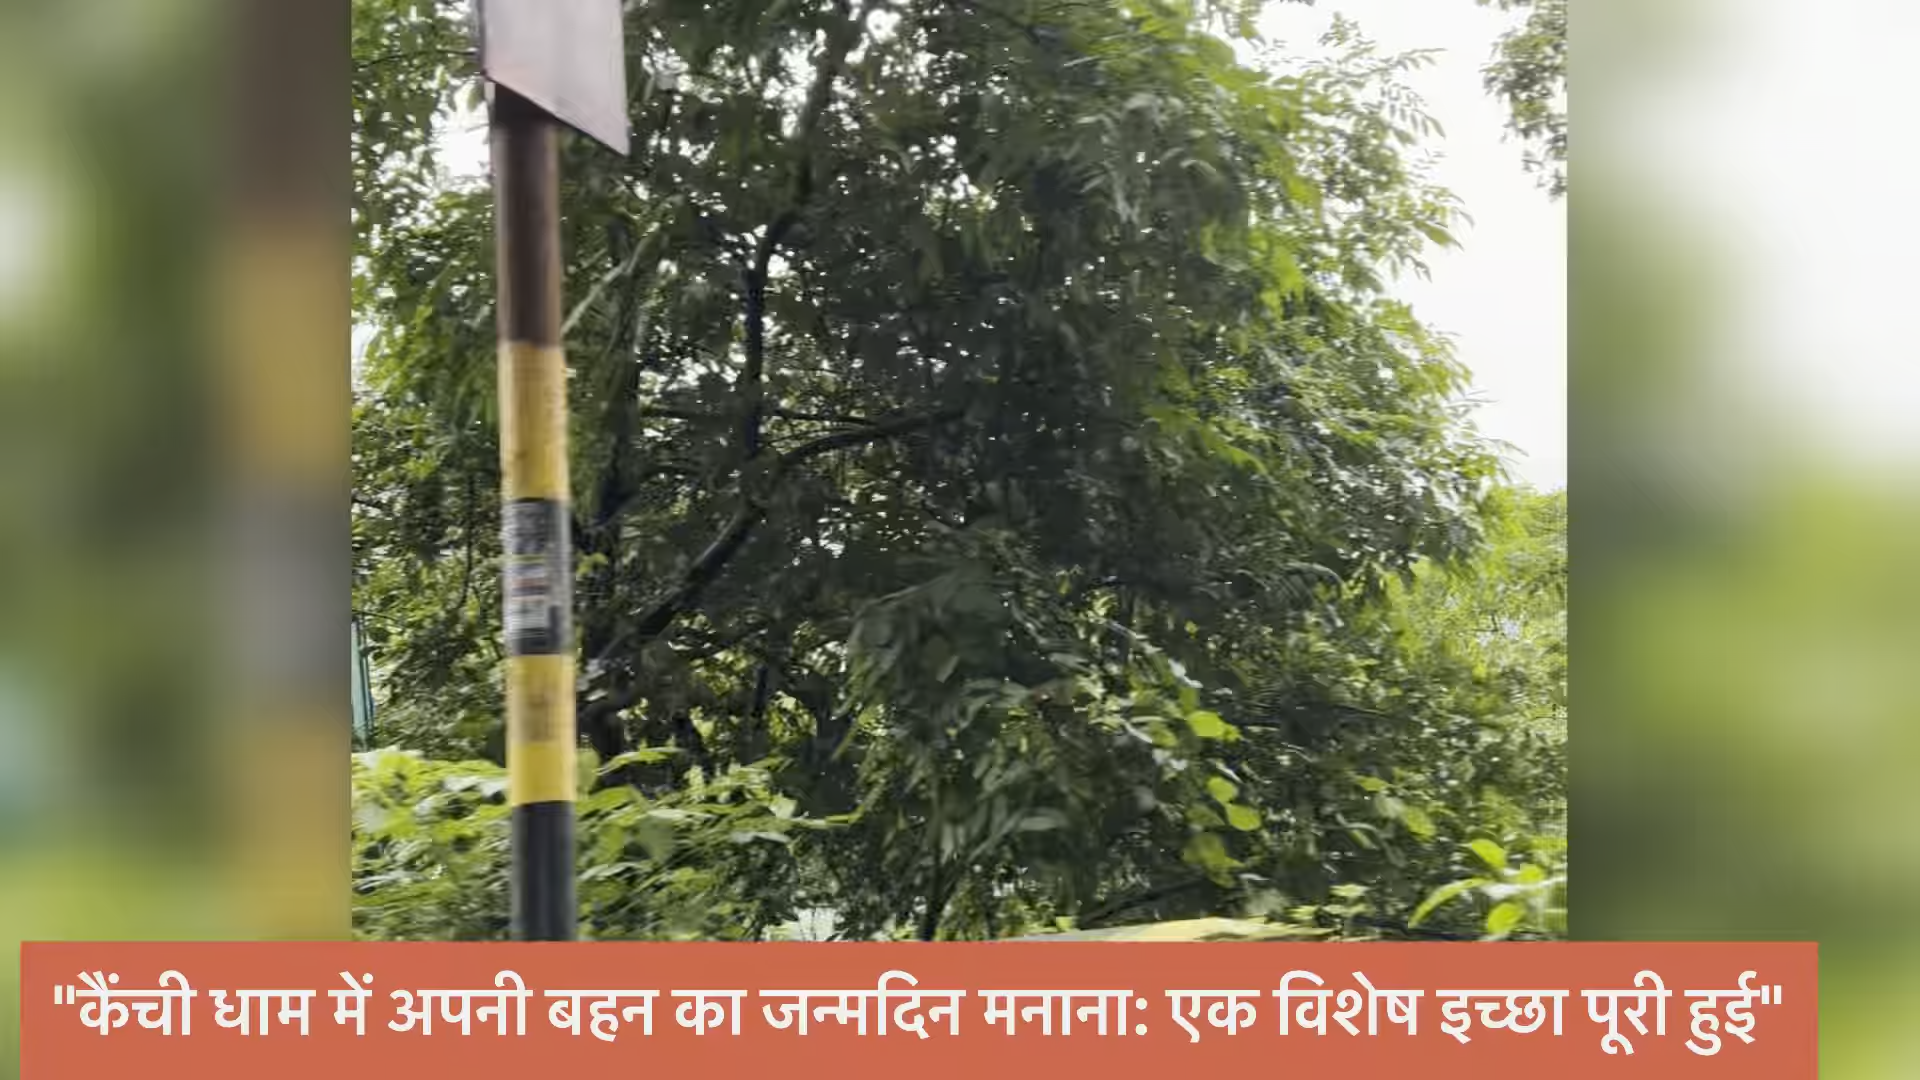 "कैंची धाम में अपनी बहन का जन्मदिन मनाना: एक विशेष इच्छा पूरी हुई"